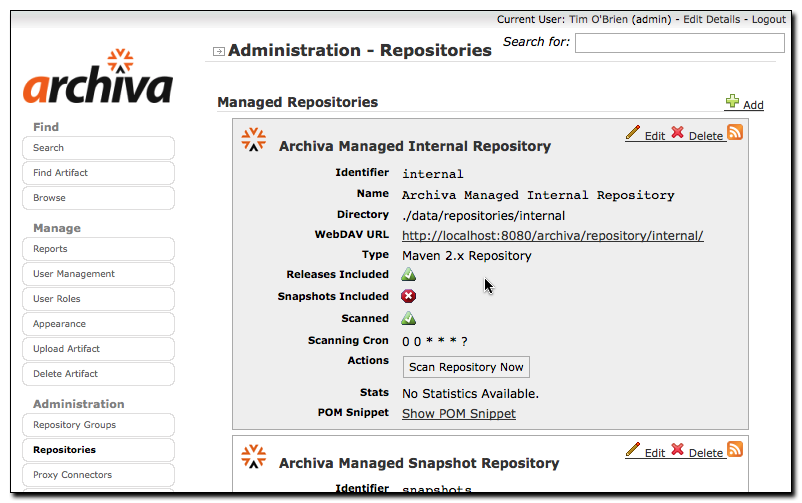 Current User: Tim O'Brien (admin) - Edit Details - Logout
Administration - Repositories
Search for:
archiva
Find
Search
Find Artifact
Browse
Manage
Reports
User Management
User Roles
Appearance
Upload Artifact
Delete Artifact
Administration
Repository Groups
Repositories
Proxy Connectors
Managed Repositories
Add
Archiva Managed Internal Repository
Edit Delete
Identifier internal
Name Archiva Managed Internal Repository
Directory ./data/repositories/internal
WebDAV URL http://localhost:8080/archiva/repository/internal/
Type Maven 2.x Repository
Releases Included
Snapshots Included
Scanned
Scanning Cron 0 0 * * * ?
Actions Scan Repository Now
Stats No Statistics Available.
POM Snippet Show POM Snippet
Archiva Managed Snapshot Repository
Edit Delete
Identifier snapshots